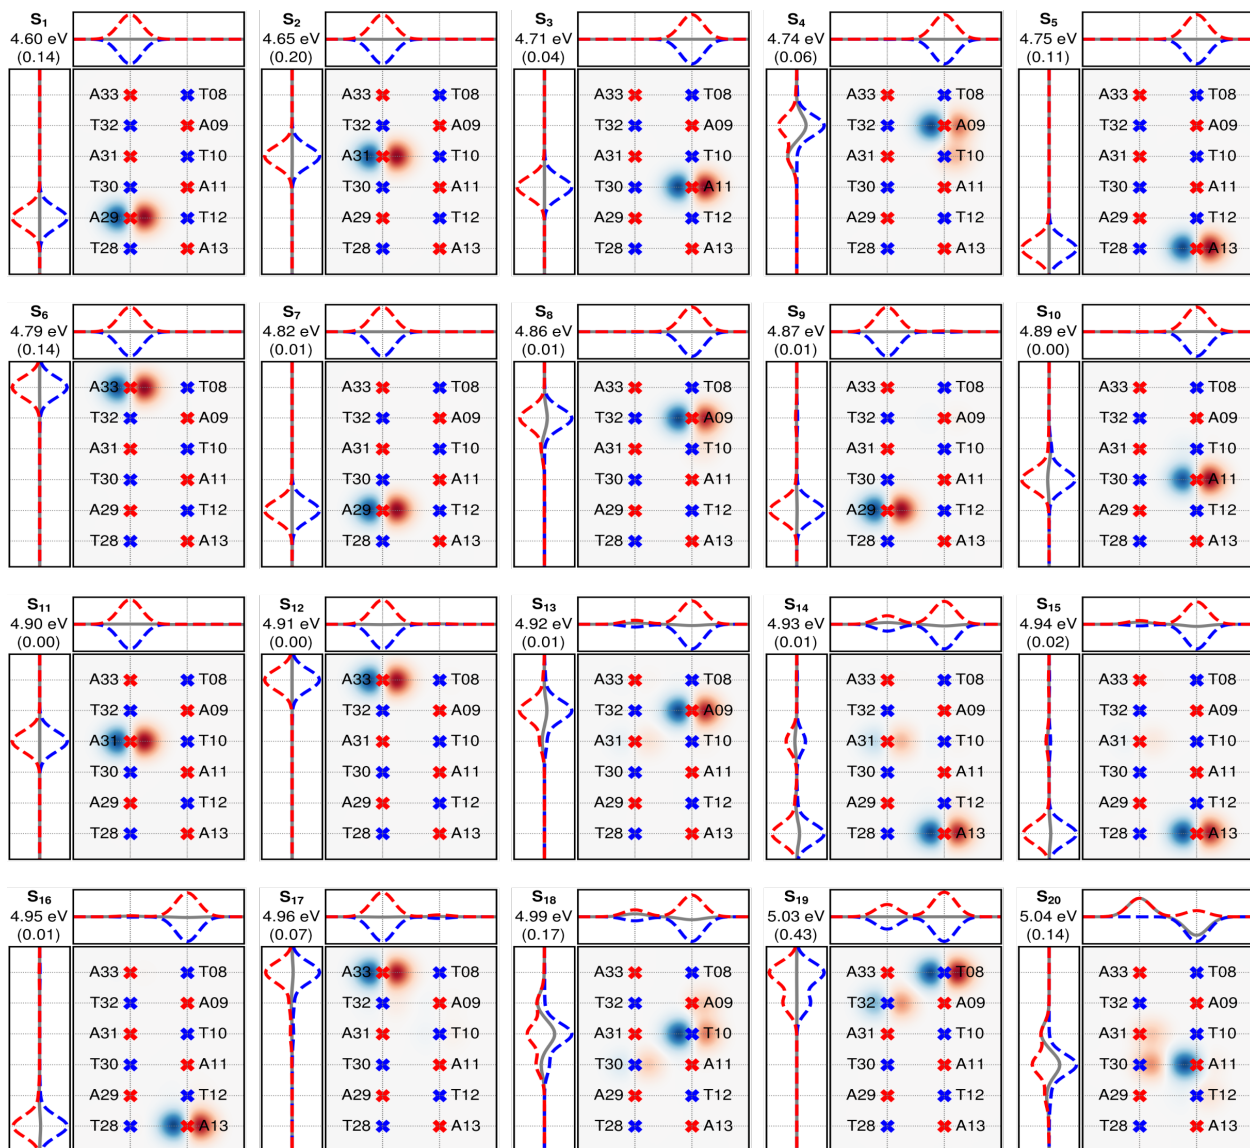 S1
4.60 eV
(0.14)
A33 T08
T32 A09
A31 T10
T30 A11
A29 T12
T28 A13
S2
4.65 eV
(0.20)
A33 T08
T32 A09
A31 T10
T30 A11
A29 T12
T28 A13
S3
4.71 eV
(0.04)
A33 T08
T32 A09
A31 T10
T30 A11
A29 T12
T28 A13
S4
4.74 eV
(0.06)
A33 T08
T32 A09
A31 T10
T30 A11
A29 T12
T28 A13
S5
4.75 eV
(0.11)
A33 T08
T32 A09
A31 T10
T30 A11
A29 T12
T28 A13
S6
4.79 eV
(0.14)
A33 T08
T32 A09
A31 T10
T30 A11
A29 T12
T28 A13
S7
4.82 eV
(0.01)
A33 T08
T32 A09
A31 T10
T30 A11
A29 T12
T28 A13
S8
4.86 eV
(0.01)
A33 T08
T32 A09
A31 T10
T30 A11
A29 T12
T28 A13
S9
4.87 eV
(0.01)
A33 T08
T32 A09
A31 T10
T30 A11
A29 T12
T28 A13
S10
4.89 eV
(0.00)
A33 T08
T32 A09
A31 T10
T30 A11
A29 T12
T28 A13
S11
4.90 eV
(0.00)
A33 T08
T32 A09
A31 T10
T30 A11
A29 T12
T28 A13
S12
4.91 eV
(0.00)
A33 T08
T32 A09
A31 T10
T30 A11
A29 T12
T28 A13
S13
4.92 eV
(0.01)
A33 T08
T32 A09
A31 T10
T30 A11
A29 T12
T28 A13
S14
4.93 eV
(0.01)
A33 T08
T32 A09
A31 T10
T30 A11
A29 T12
T28 A13
S15
4.94 eV
(0.02)
A33 T08
T32 A09
A31 T10
T30 A11
A29 T12
T28 A13
S16
4.95 eV
(0.01)
A33 T08
T32 A09
A31 T10
T30 A11
A29 T12
T28 A13
S17
4.96 eV
(0.07)
A33 T08
T32 A09
A31 T10
T30 A11
A29 T12
T28 A13
S18
4.99 eV
(0.17)
A33 T08
T32 A09
A31 T10
T30 A11
A29 T12
T28 A13
S19
5.03 eV
(0.43)
A33 T08
T32 A09
A31 T10
T30 A11
A29 T12
T28 A13
S20
5.04 eV
(0.14)
A33 T08
T32 A09
A31 T10
T30 A11
A29 T12
T28 A13